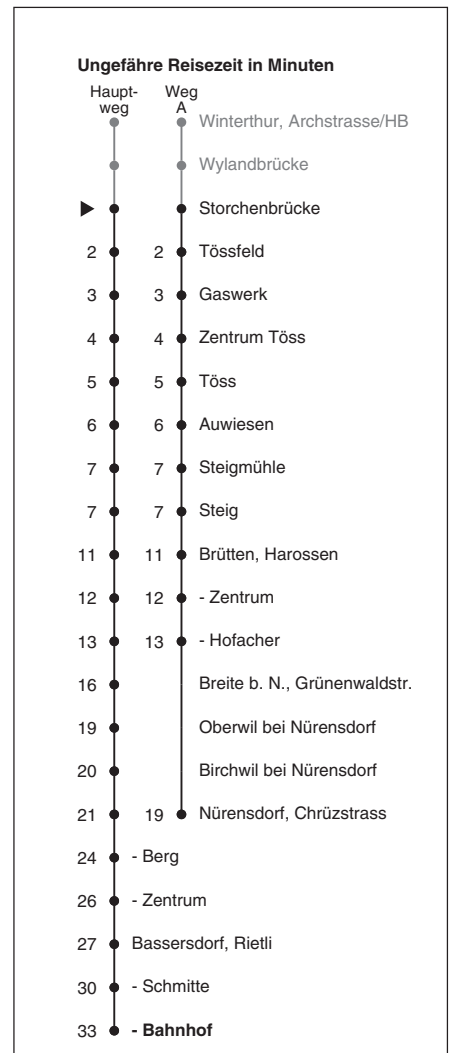 Ungefähre Reisezeit in Minuten
Haupt- Weg
weg A
Winterthur, Archstrasse/HB
Wylandbrücke
Storchenbrücke
2 2 Tössfeld
3 3 Gaswerk
4 4 Zentrum Töss
5 5 Töss
6 6 Auwiesen
7 7 Steigmühle
7 7 Steig
11 11 Brütten, Harossen
12 12 - Zentrum
13 13 - Hofacher
16 Breite b. N., Grünenwaldstr.
19 Oberwil bei Nürensdorf
20 Birchwil bei Nürensdorf
21 19 Nürensdorf, Chrüzstrass
24 - Berg
26 - Zentrum
27 Bassersdorf, Rietli
30 - Schmitte
33 - Bahnhof